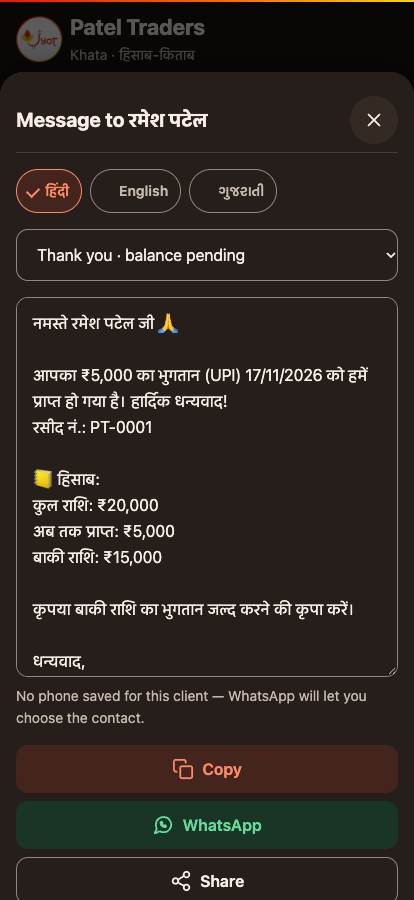 Jyot
Patel Traders
Khata · हिसाब-किताब
Message to रमेश पटेल
हिंदी
English
ગુજરાતી
Thank you · balance pending
नमस्ते रमेश पटेल जी 🙏
आपका ₹5,000 का भुगतान (UPI) 17/11/2026 को हमें
प्राप्त हो गया है। हार्दिक धन्यवाद!
रसीद नं.: PT-0001
📒 हिसाब:
कुल राशि: ₹20,000
अब तक प्राप्त: ₹5,000
बाकी राशि: ₹15,000
कृपया बाकी राशि का भुगतान जल्द करने की कृपा करें।
धन्यवाद,
No phone saved for this client — WhatsApp will let you
choose the contact.
Copy
WhatsApp
Share